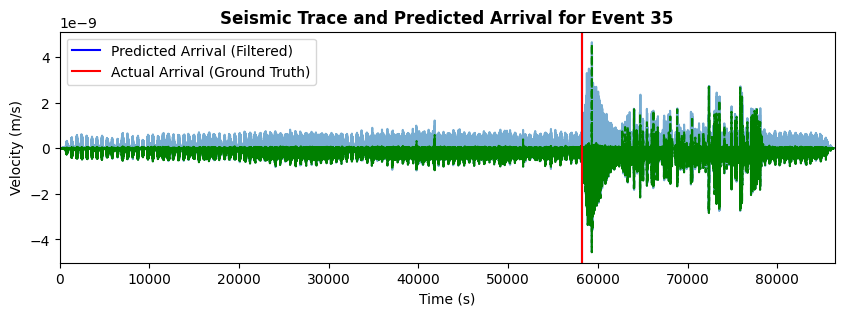 Seismic Trace and Predicted Arrival for Event 35
1e−9
Predicted Arrival (Filtered)
Actual Arrival (Ground Truth)
4
2
0
−2
−4
Velocity (m/s)
0 10000 20000 30000 40000 50000 60000 70000 80000
Time (s)